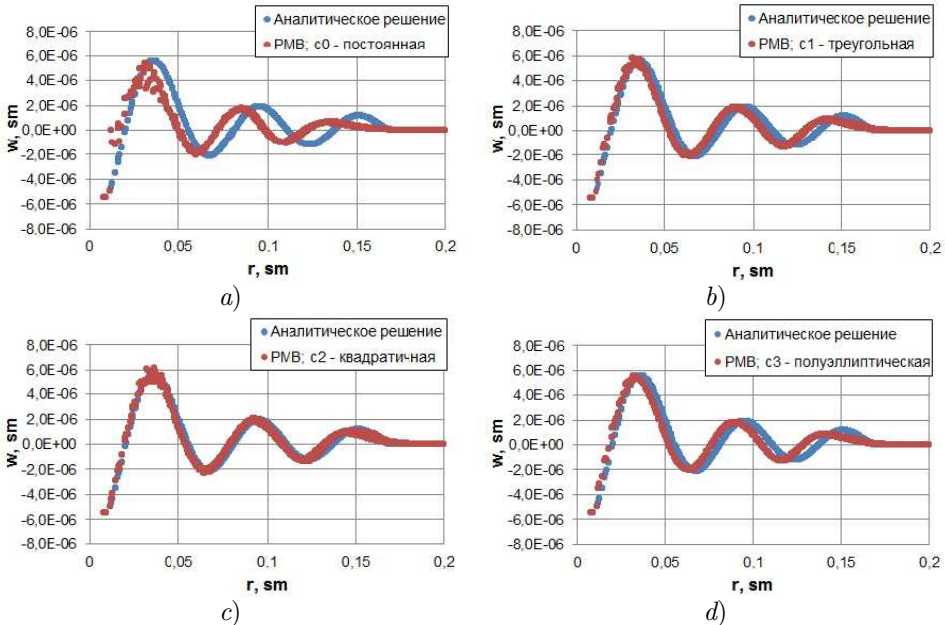 Аналитическое решение
PMB; c0 - постоянная
8,0E-06
6,0E-06
4,0E-06
2,0E-06
0,0E+00
-2,0E-06
-4,0E-06
-6,0E-06
-8,0E-06
w, sm
0
0,05
0,1
0,15
0,2
r, sm
a)
Аналитическое решение
PMB; c1 - треугольная
8,0E-06
6,0E-06
4,0E-06
2,0E-06
0,0E+00
-2,0E-06
-4,0E-06
-6,0E-06
-8,0E-06
w, sm
0
0,05
0,1
0,15
0,2
r, sm
b)
Аналитическое решение
PMB; c2 - квадратичная
8,0E-06
6,0E-06
4,0E-06
2,0E-06
0,0E+00
-2,0E-06
-4,0E-06
-6,0E-06
-8,0E-06
w, sm
0
0,05
0,1
0,15
0,2
r, sm
c)
Аналитическое решение
PMB; c3 - полуэллиптическая
8,0E-06
6,0E-06
4,0E-06
2,0E-06
0,0E+00
-2,0E-06
-4,0E-06
-6,0E-06
-8,0E-06
w, sm
0
0,05
0,1
0,15
0,2
r, sm
d)